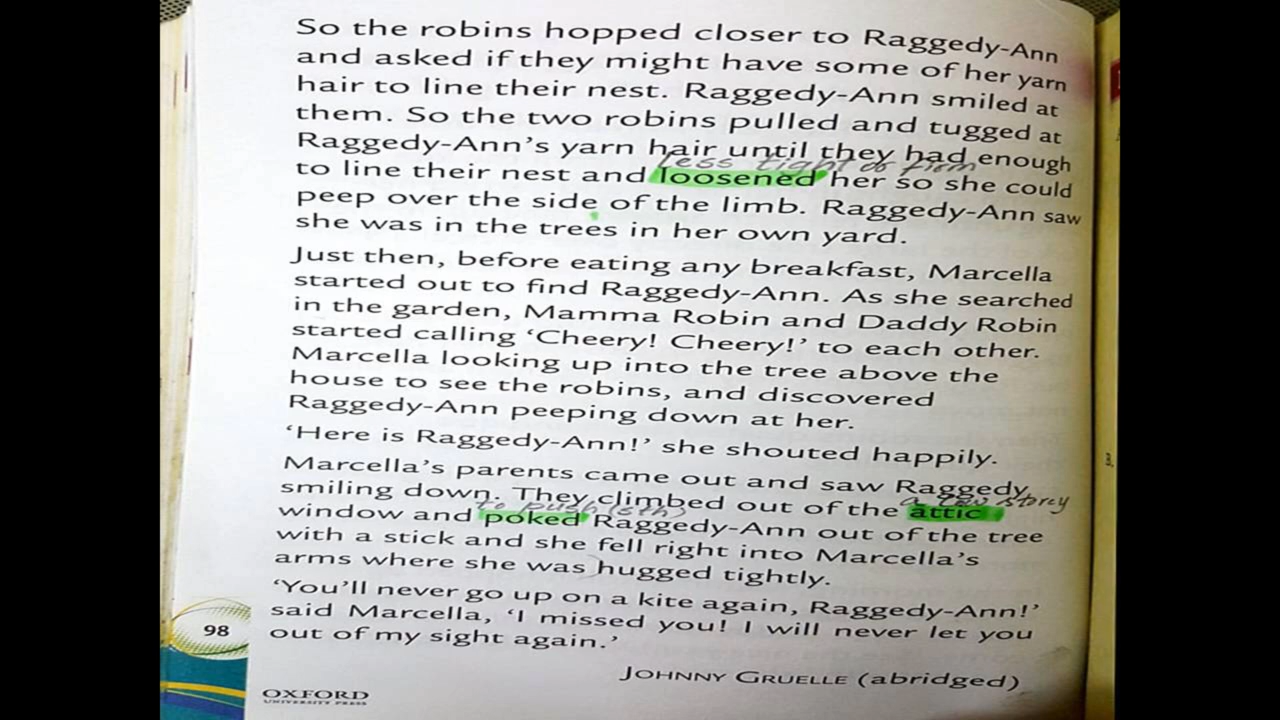 So the robins hopped closer to Raggedy-Ann
and asked if they might have some of her yarn
hair to line their nest. Raggedy-Ann smiled at
them. So the two robins pulled and tugged at
Raggedy-Ann's yarn hair until they had enough
less tight or firm
to line their nest and loosened her so she could
peep over the side of the limb. Raggedy-Ann saw
she was in the trees in her own yard.
Just then, before eating any breakfast, Marcella
started out to find Raggedy-Ann. As she searched
in the garden, Mamma Robin and Daddy Robin
started calling ‘Cheery! Cheery!’ to each other.
Marcella looking up into the tree above the
house to see the robins, and discovered
Raggedy-Ann peeping down at her.
‘Here is Raggedy-Ann!’ she shouted happily.
Marcella's parents came out and saw Raggedy
smiling down. They climbed out of the attic
a low storey
to push (sth)
window and poked Raggedy-Ann out of the tree
with a stick and she fell right into Marcella's
arms where she was hugged tightly.
‘You'll never go up on a kite again, Raggedy-Ann!’
said Marcella, ‘I missed you! I will never let you
out of my sight again.’
JOHNNY GRUELLE (abridged)
98
OXFORD
UNIVERSITY PRESS